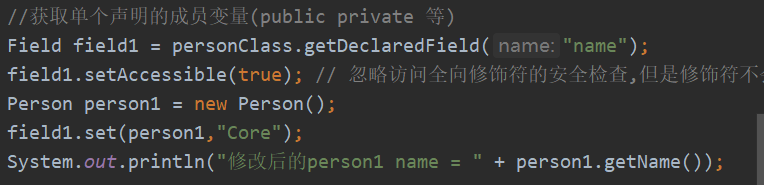 //获取单个声明的成员变量(public private 等)
Field field1 = personClass.getDeclaredField( name: "name");
field1.setAccessible(true); // 忽略访问全向修饰符的安全检查,但是修饰符不
Person person1 = new Person();
field1.set(person1,"Core");
System.out.println("修改后的person1 name = " + person1.getName());